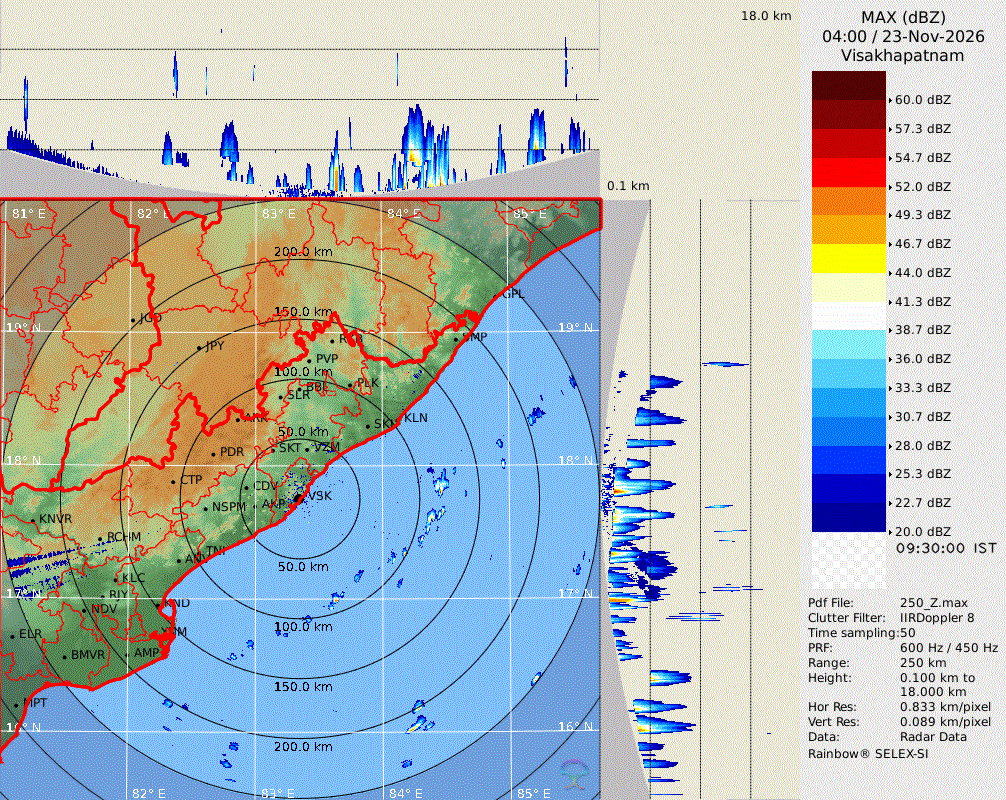 18.0 km
0.1 km
81° E
82° E
83° E
84° E
85° E
200.0 km
GPL
150.0 km
JGD
19° N
19° N
SMP
JPY
PVP
100.0 km
BBL
PLK
SLR
KLN
50.0 km
PDR
SKT
VZM
18° N
18° N
CTP
CDV
VSK
NSPM
AKP
KNVR
RCHM
TNI
50.0 km
KLC
RJY
17° N
17° N
NDV
KND
100.0 km
ELR
BMVR
AMP
150.0 km
MPT
16° N
16° N
200.0 km
82° E
83° E
84° E
85° E
MAX (dBZ)
04:00 / 23-Nov-2026
Visakhapatnam
60.0 dBZ
57.3 dBZ
54.7 dBZ
52.0 dBZ
49.3 dBZ
46.7 dBZ
44.0 dBZ
41.3 dBZ
38.7 dBZ
36.0 dBZ
33.3 dBZ
30.7 dBZ
28.0 dBZ
25.3 dBZ
22.7 dBZ
20.0 dBZ
09:30:00 IST
Pdf File: 250_Z.max
Clutter Filter: IIRDoppler 8
Time sampling:50
PRF: 600 Hz / 450 Hz
Range: 250 km
Height: 0.100 km to
18.000 km
Hor Res: 0.833 km/pixel
Vert Res: 0.089 km/pixel
Data: Radar Data
Rainbow® SELEX-SI